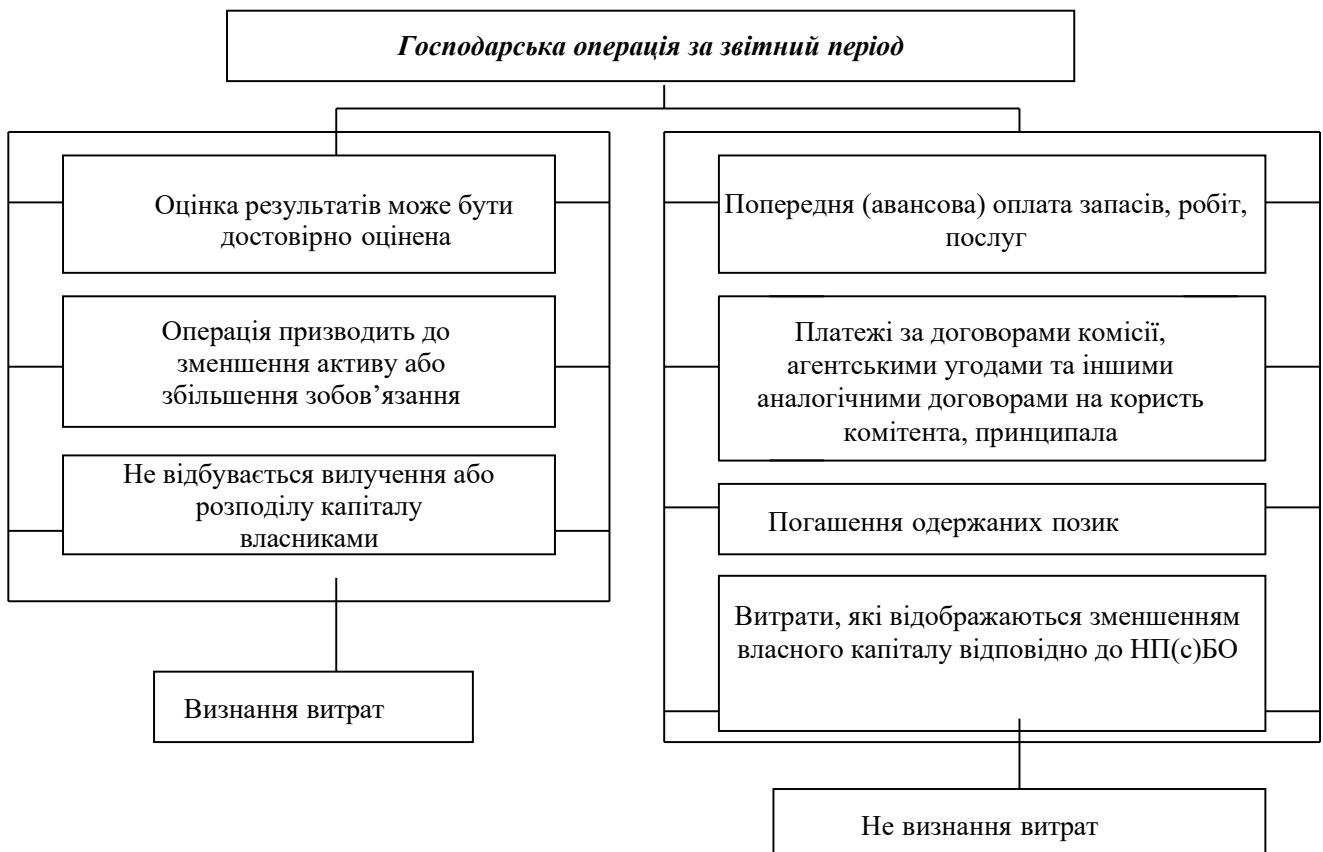 Господарська операція за звітний період
Оцінка результатів може бути
достовірно оцінена
Операція призводить до
зменшення активу або
збільшення зобов’язання
Не відбувається вилучення або
розподілу капіталу
власниками
Визнання витрат
Попередня (авансова) оплата запасів, робіт,
послуг
Платежі за договорами комісії,
агентськими угодами та іншими
аналогічними договорами на користь
комітента, принципала
Погашення одержаних позик
Витрати, які відображаються зменшенням
власного капіталу відповідно до НП(с)БО
Не визнання витрат